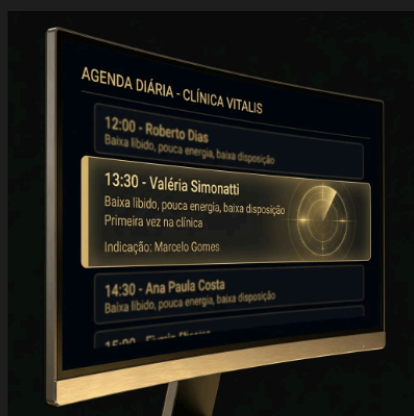 AGENDA DIÁRIA - CLÍNICA VITALIS
12:00 - Roberto Dias
Baixa libido, pouca energia, baixa disposição
13:30 - Valéria Simonatti
Baixa libido, pouca energia, baixa disposição
Primeira vez na clínica
Indicação: Marcelo Gomes
14:30 - Ana Paula Costa
Baixa libido, pouca energia, baixa disposição
15:00 -